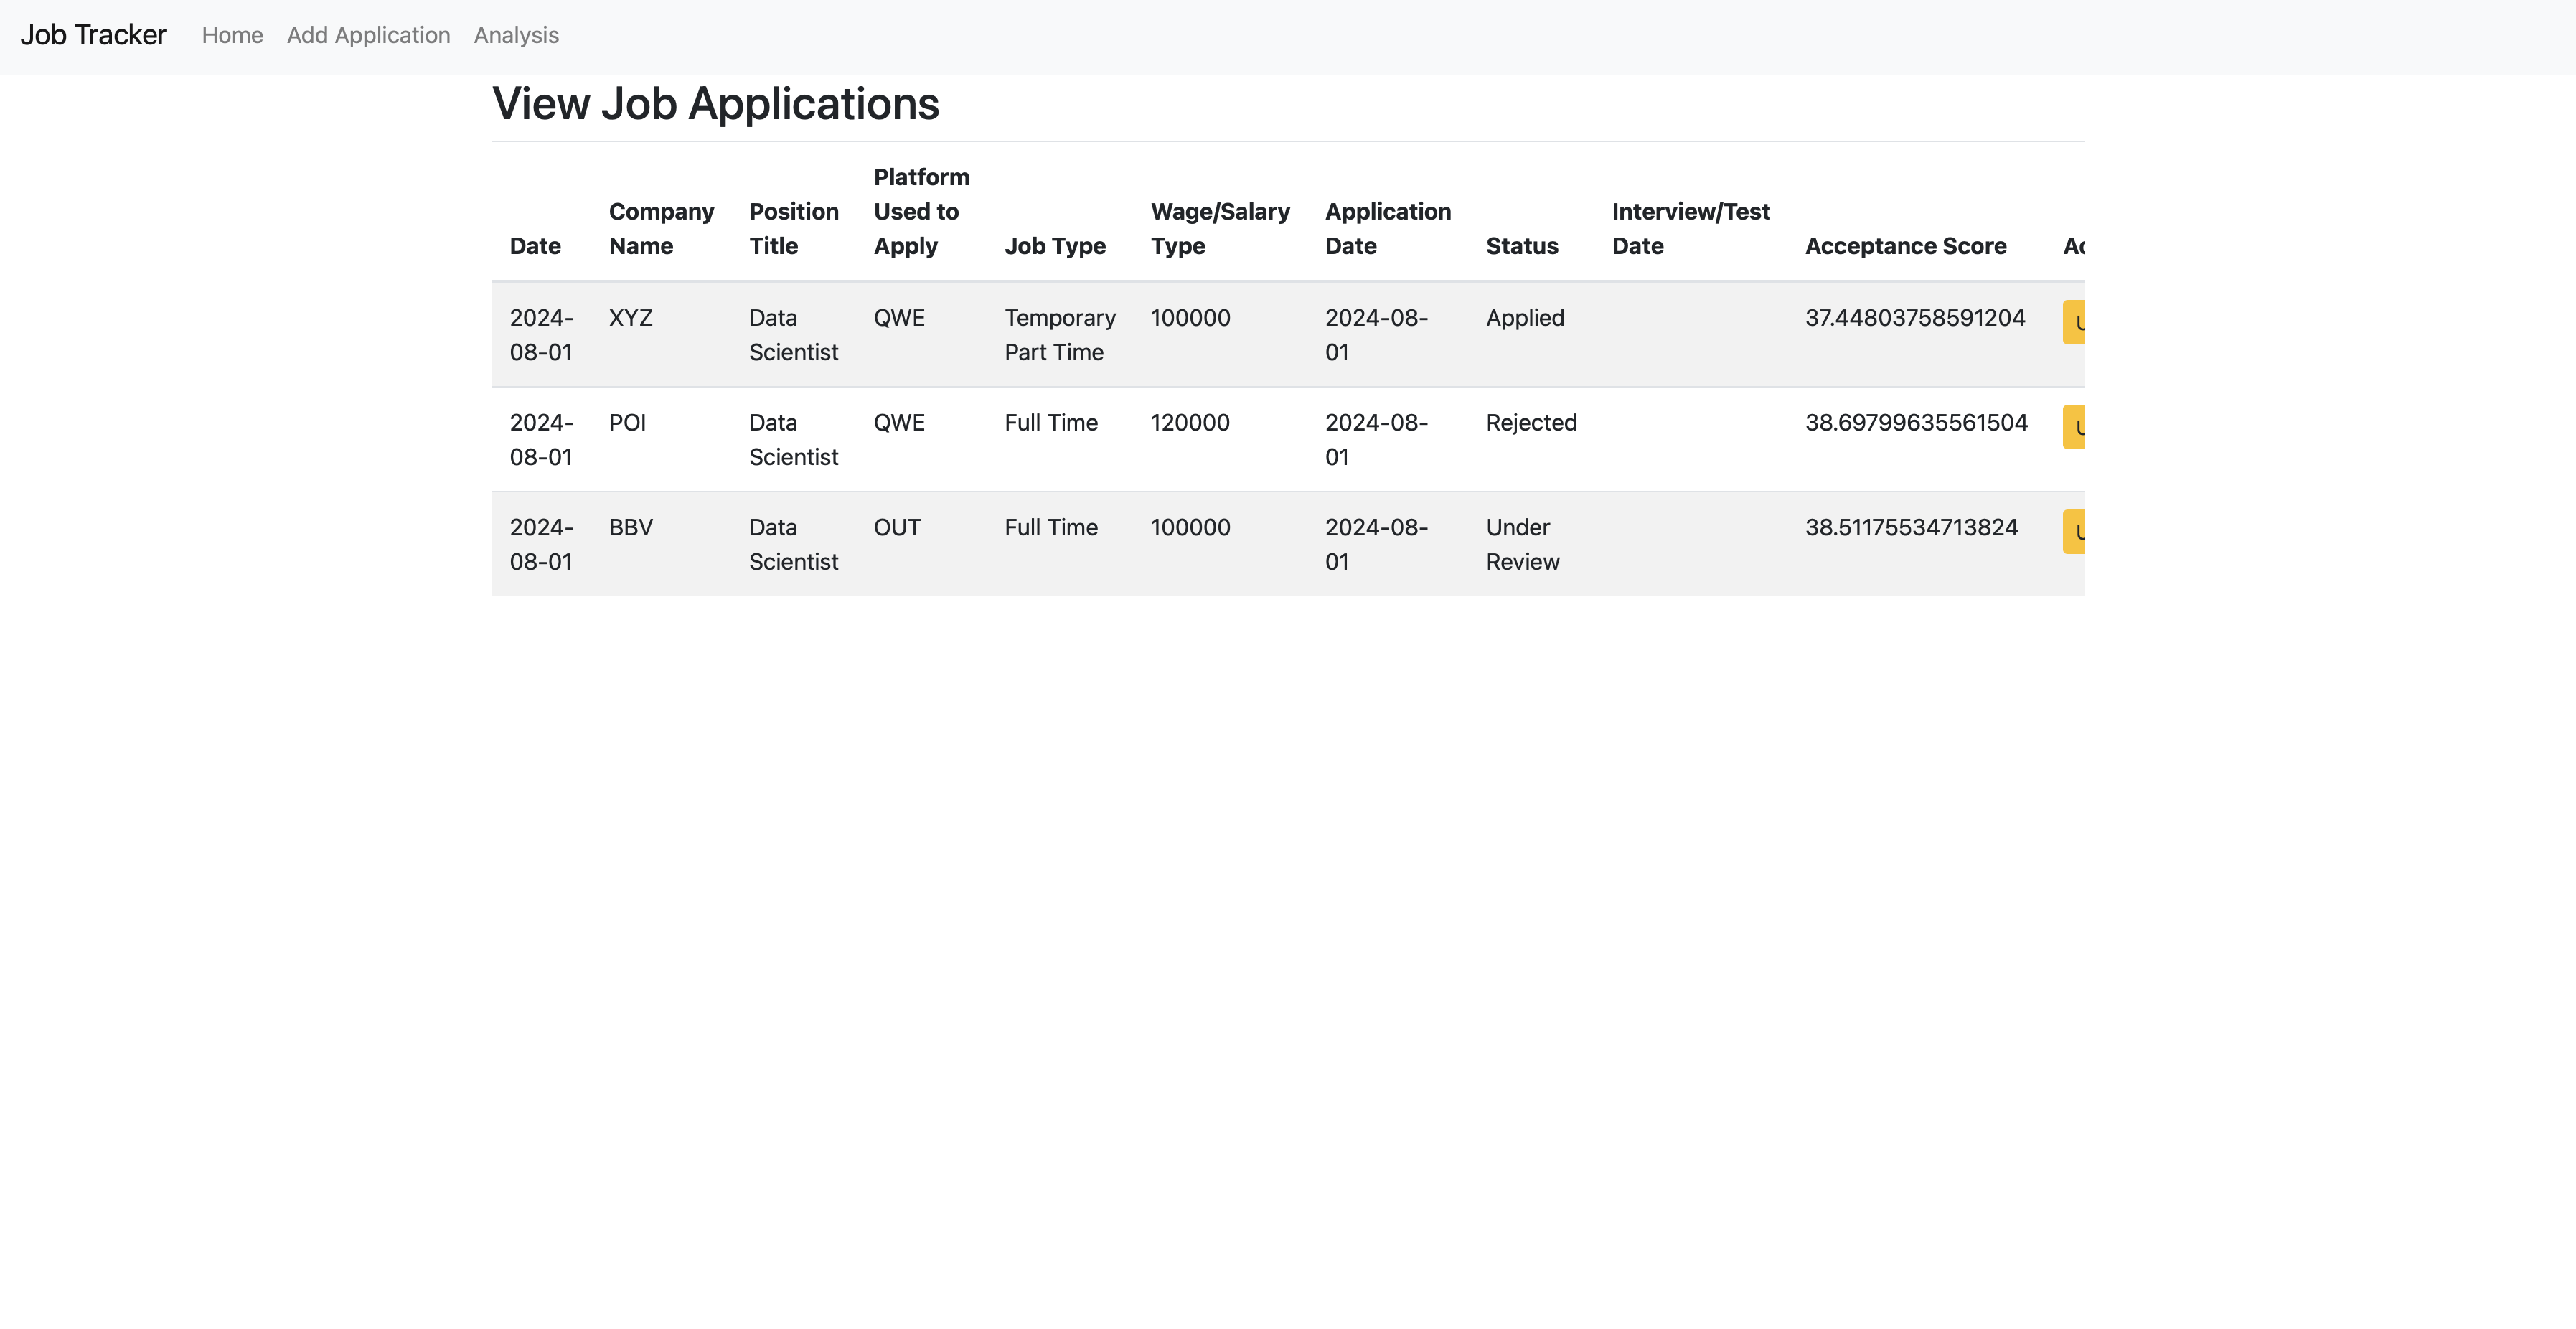 Job Tracker Home Add Application Analysis
View Job Applications
Date Company Name Position Title Platform Used to Apply Job Type Wage/Salary Type Application Date Status Interview/Test Date Acceptance Score
2024-08-01 XYZ Data Scientist QWE Temporary Part Time 100000 2024-08-01 Applied 37.44803758591204
2024-08-01 POI Data Scientist QWE Full Time 120000 2024-08-01 Rejected 38.69799635561504
2024-08-01 BBV Data Scientist OUT Full Time 100000 2024-08-01 Under Review 38.51175534713824